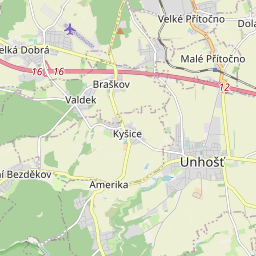 Velké Přítočno
Dola
elká Dobrá
Malé Přítočno
16 16
Braškov
12
Valdek
Kyšice
Unhošť
ní Bezděkov
Amerika